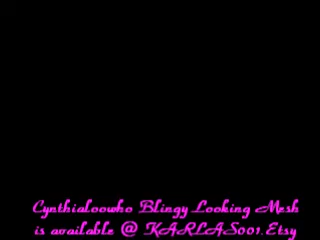 Cynthialoowho Blingy Looking Mesh
is available @ KARLAS001.Etsy